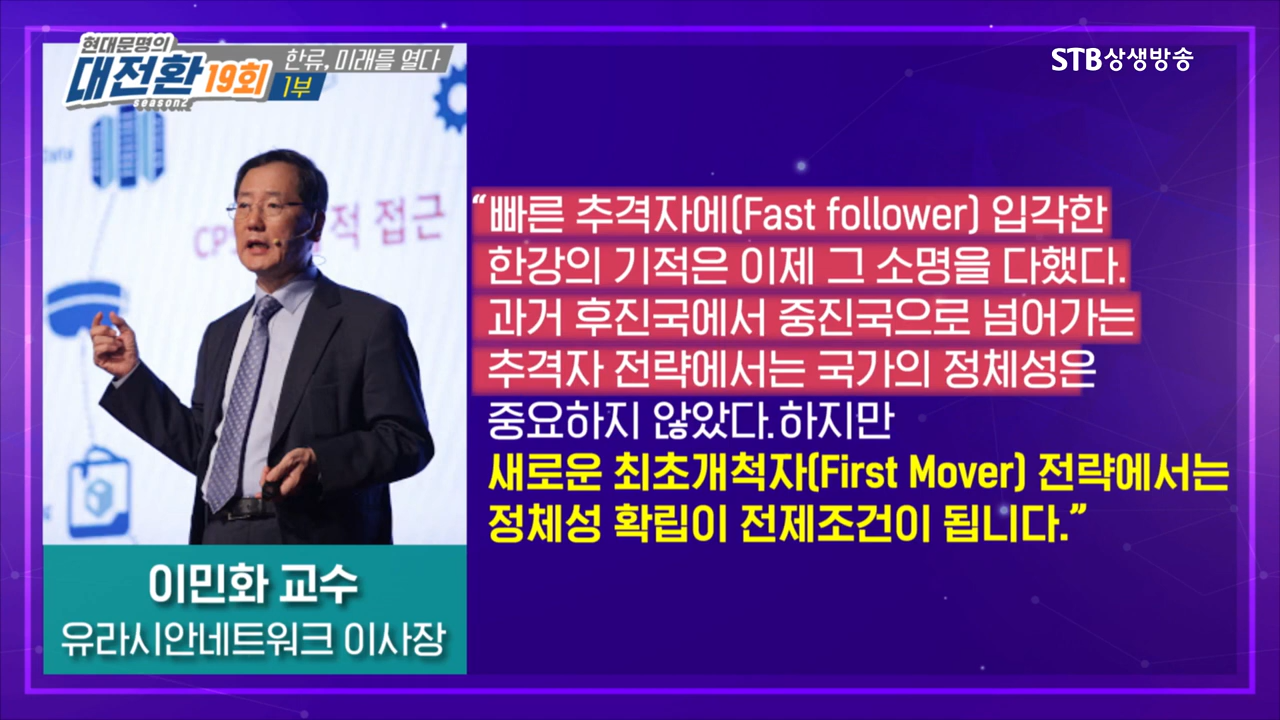 현대문명의
대전환 19회
season2
한류, 미래를 열다
1부
STB상생방송
Data
CP 적 접근
“빠른 추격자에(Fast follower) 입각한
한강의 기적은 이제 그 소명을 다했다.
과거 후진국에서 중진국으로 넘어가는
추격자 전략에서는 국가의 정체성은
중요하지 않았다.하지만
새로운 최초개척자(First Mover) 전략에서는
정체성 확립이 전제조건이 됩니다.”
이민화 교수
유라시안네트워크 이사장